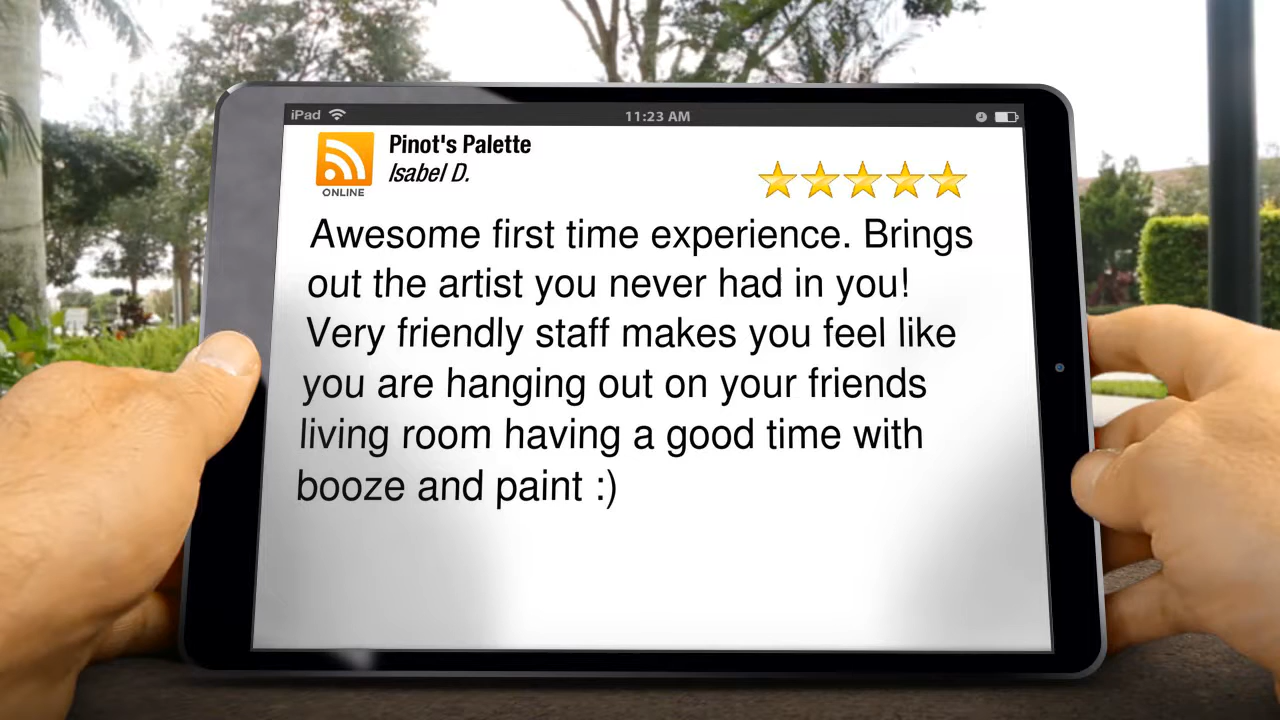 iPad 11:23 AM
Pinot's Palette
Isabel D.
ONLINE
Awesome first time experience. Brings
out the artist you never had in you!
Very friendly staff makes you feel like
you are hanging out on your friends
living room having a good time with
booze and paint :)